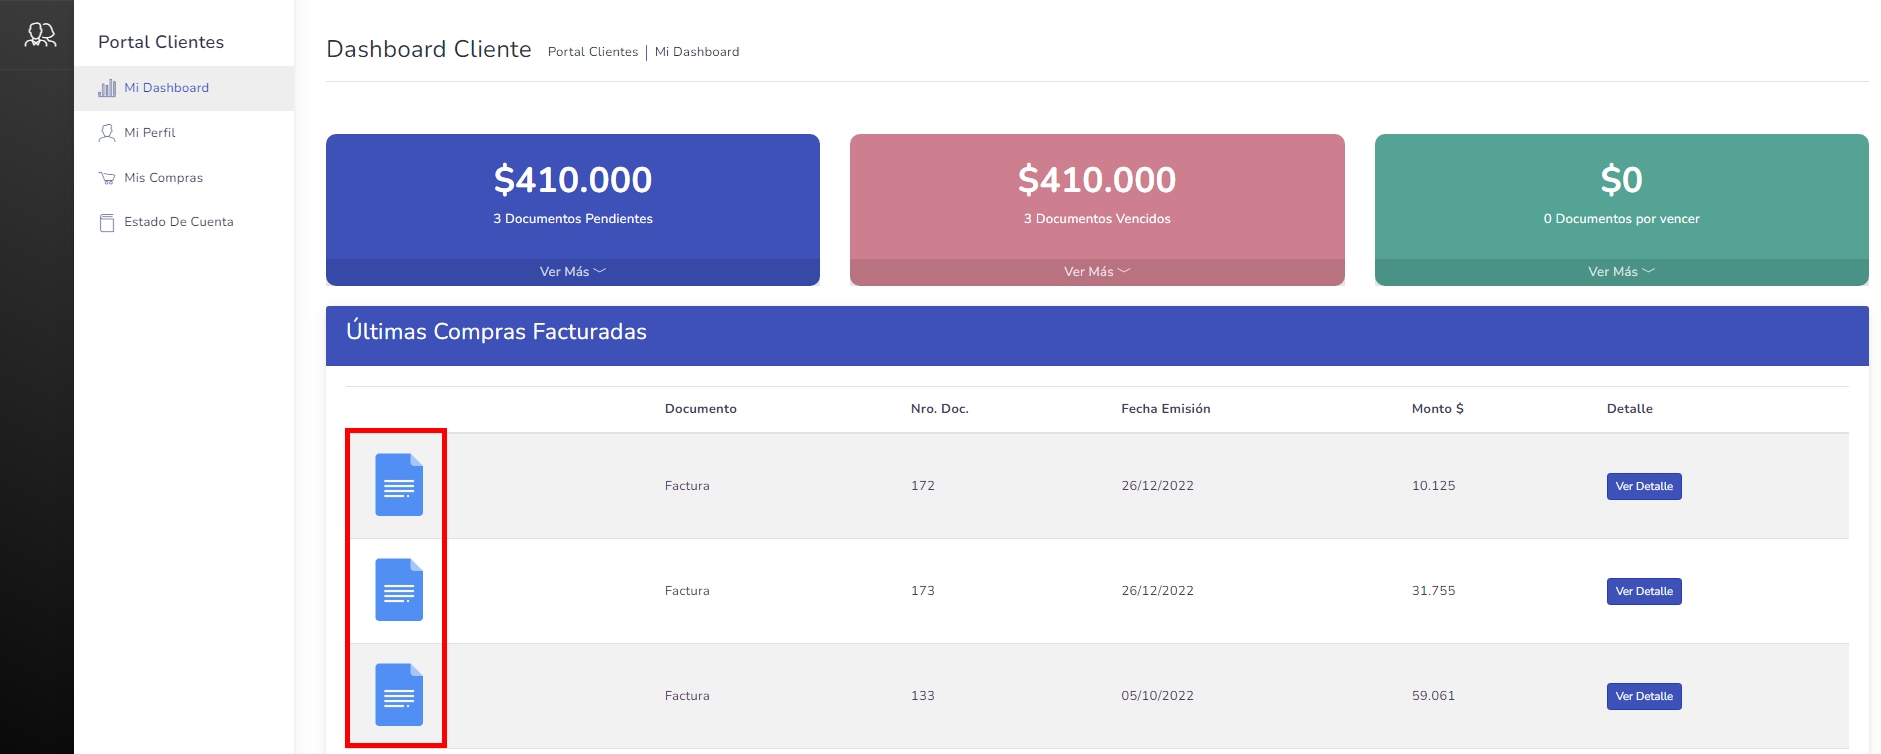 Portal Clientes
Mi Dashboard
Mi Perfil
Mis Compras
Estado De Cuenta
Dashboard Cliente Portal Clientes | Mi Dashboard
$410.000
3 Documentos Pendientes
Ver Más
$410.000
3 Documentos Vencidos
Ver Más
$0
0 Documentos por vencer
Ver Más
Últimas Compras Facturadas
Documento Nro. Doc. Fecha Emisión Monto $ Detalle
Factura 172 26/12/2022 10.125 Ver Detalle
Factura 173 26/12/2022 31.755 Ver Detalle
Factura 133 05/10/2022 59.061 Ver Detalle